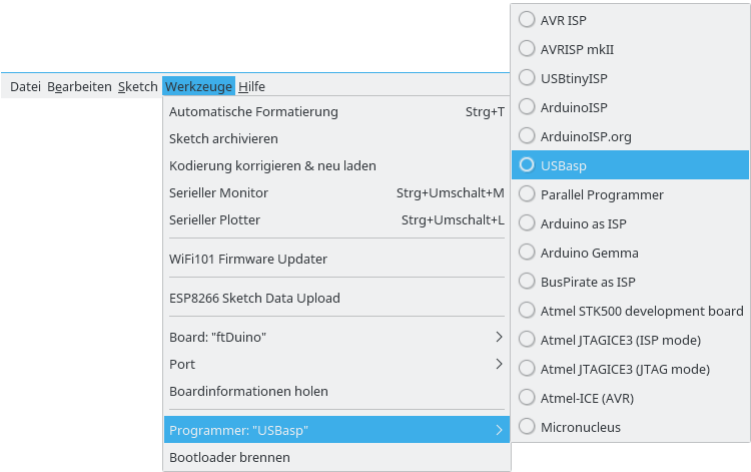 Datei Bearbeiten Sketch Werkzeuge Hilfe
Automatische Formatierung Strg+T
Sketch archivieren
Kodierung korrigieren & neu laden
Serieller Monitor Strg+Umschalt+M
Serieller Plotter Strg+Umschalt+L
WiFi101 Firmware Updater
ESP8266 Sketch Data Upload
Board: "ftDuino"
Port
Boardinformationen holen
Programmer: "USBasp"
Bootloader brennen
AVR ISP
AVRISP mkII
USBtinyISP
ArduinoISP
ArduinoISP.org
USBasp
Parallel Programmer
Arduino as ISP
Arduino Gemma
BusPirate as ISP
Atmel STK500 development board
Atmel JTAGICE3 (ISP mode)
Atmel JTAGICE3 (JTAG mode)
Atmel-ICE (AVR)
Micronucleus